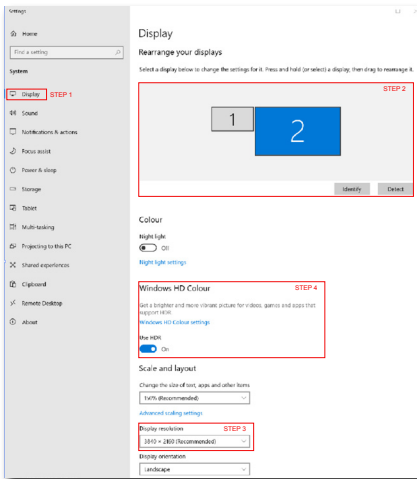 Settings
Home
Find a setting
System
Display STEP 1
Sound
Notifications & actions
Focus assist
Power & sleep
Storage
Tablet
Multi-tasking
Projecting to this PC
Shared experiences
Clipboard
Remote Desktop
About
Display
Rearrange your displays
Select a display below to change the settings for it. Press and hold (or select) a display, then drag to rearrange it.
STEP 2
1 2
Identify Detect
Colour
Night light
Off
Night light settings
Windows HD Colour STEP 4
Get a brighter and more vibrant picture for videos, games and apps that
support HDR.
Windows HD Colour settings
Use HDR
On
Scale and layout
Change the size of text, apps and other items
150% (Recommended)
Advanced scaling settings
Display resolution STEP 3
3840 × 2160 (Recommended)
Display orientation
Landscape